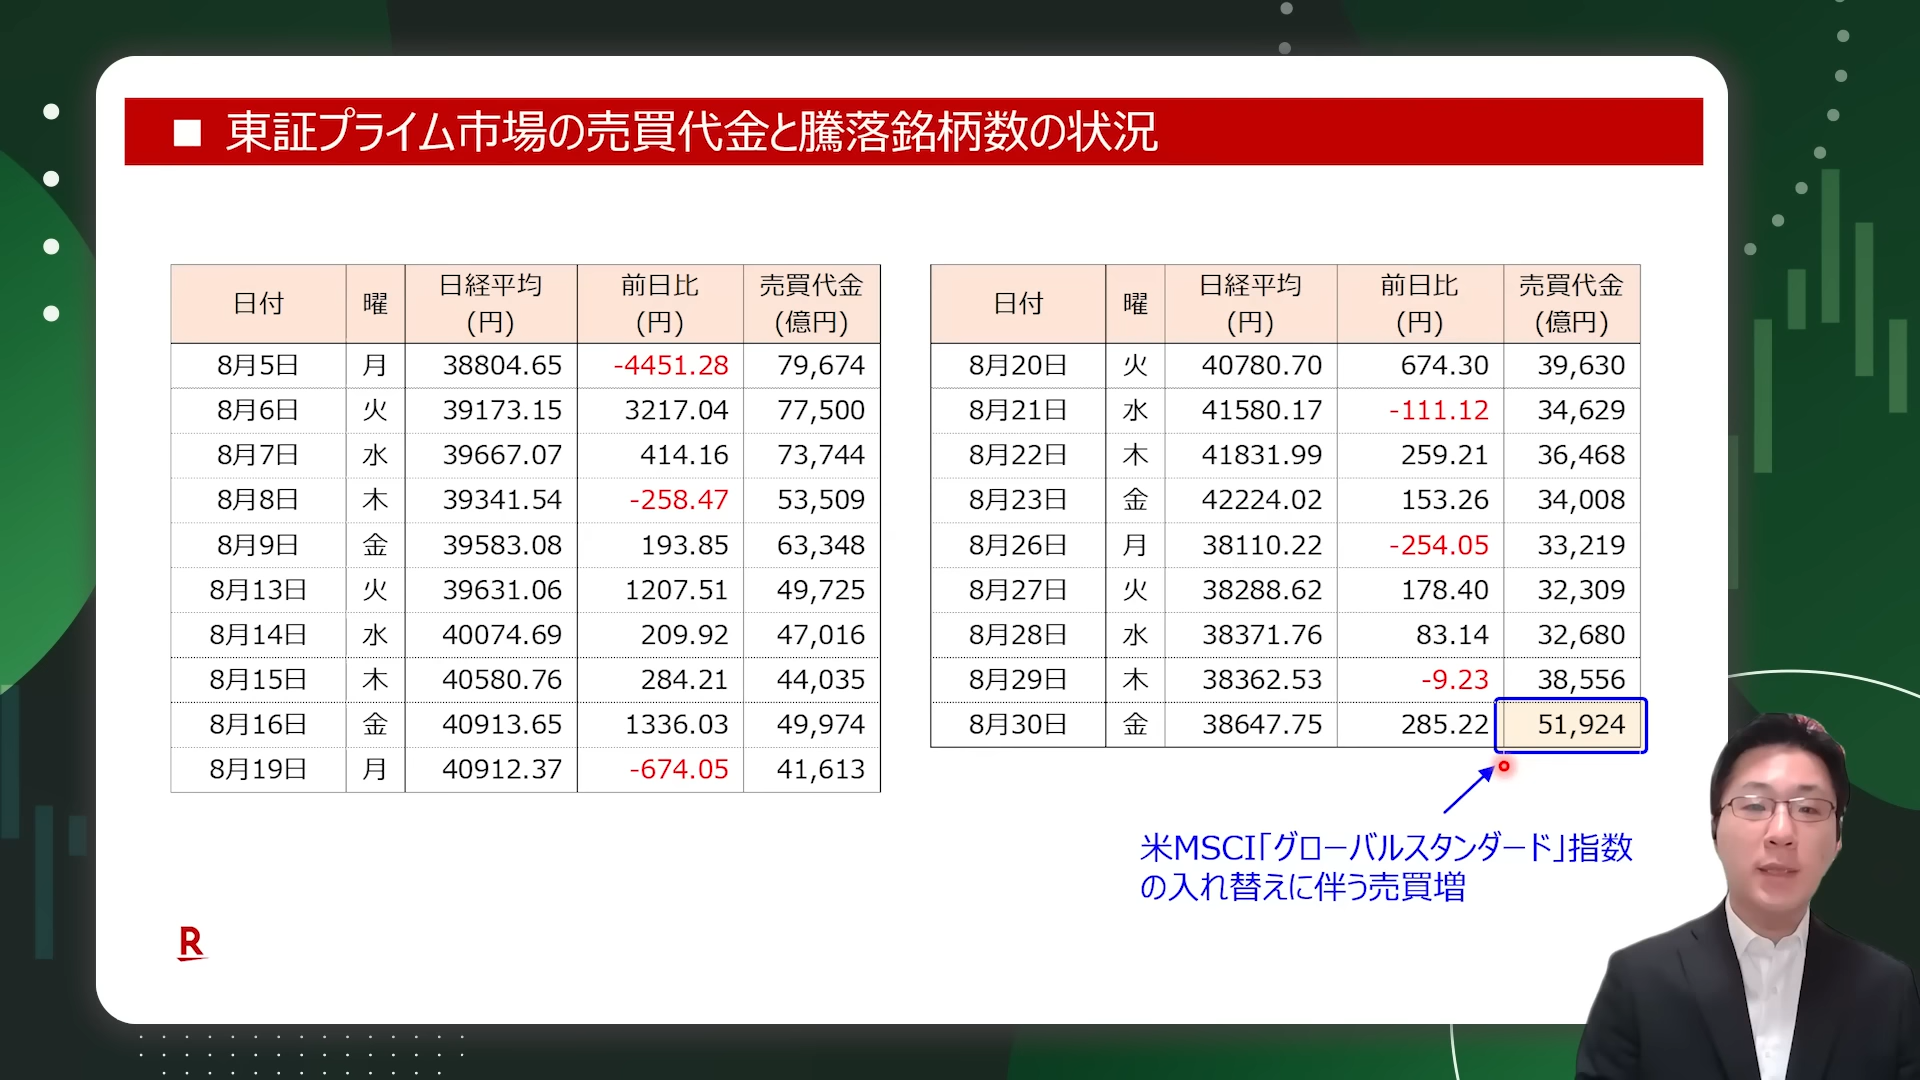 ■ 東証プライム市場の売買代金と騰落銘柄数の状況
日付 曜 日経平均(円) 前日比(円) 売買代金(億円)
8月5日 月 38804.65 -4451.28 79,674
8月6日 火 39173.15 3217.04 77,500
8月7日 水 39667.07 414.16 73,744
8月8日 木 39341.54 -258.47 53,509
8月9日 金 39583.08 193.85 63,348
8月13日 火 39631.06 1207.51 49,725
8月14日 水 40074.69 209.92 47,016
8月15日 木 40580.76 284.21 44,035
8月16日 金 40913.65 1336.03 49,974
8月19日 月 40912.37 -674.05 41,613
日付 曜 日経平均(円) 前日比(円) 売買代金(億円)
8月20日 火 40780.70 674.30 39,630
8月21日 水 41580.17 -111.12 34,629
8月22日 木 41831.99 259.21 36,468
8月23日 金 42224.02 153.26 34,008
8月26日 月 38110.22 -254.05 33,219
8月27日 火 38288.62 178.40 32,309
8月28日 水 38371.76 83.14 32,680
8月29日 木 38362.53 -9.23 38,556
8月30日 金 38647.75 285.22 51,924
米MSCI「グローバルスタンダード」指数
の入れ替えに伴う売買増
R